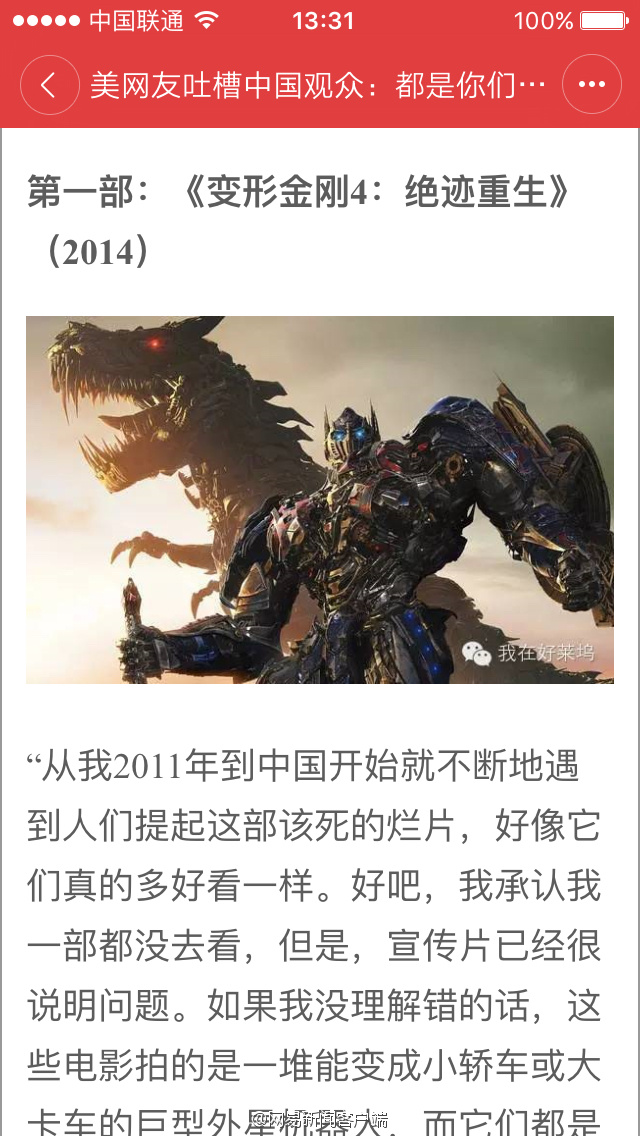 中国联通
13:31
100%
美网友吐槽中国观众：都是你们…
第一部：《变形金刚4：绝迹重生》
（2014）
我在好莱坞
“从我2011年到中国开始就不断地遇
到人们提起这部该死的烂片，好像它
们真的多好看一样。好吧，我承认我
一部都没去看，但是，宣传片已经很
说明问题。如果我没理解错的话，这
些电影拍的是一堆能变成小轿车或大
卡车的巨型外星机器人，而它们都是
@网易新闻客户端